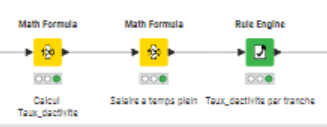 Math Formula
Math Formula
Rule Engine
Calcul
Taux_dactivite
Salaire a temps plein
Taux_dactivite par tranche